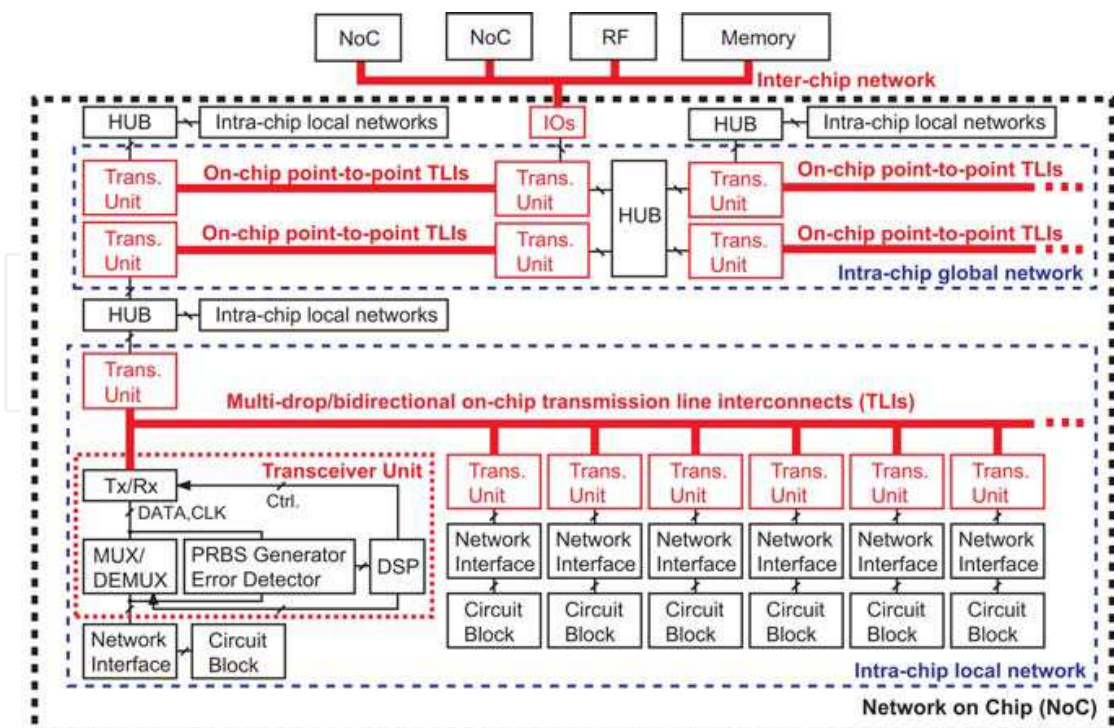 NoC
NoC
RF
Memory
Inter-chip network
HUB
Intra-chip local networks
IOs
HUB
Intra-chip local networks
Trans.
Unit
On-chip point-to-point TLIs
Trans.
Unit
HUB
Trans.
Unit
On-chip point-to-point TLIs
Trans.
Unit
On-chip point-to-point TLIs
Trans.
Unit
Trans.
Unit
On-chip point-to-point TLIs
Intra-chip global network
HUB
Intra-chip local networks
Trans.
Unit
Multi-drop/bidirectional on-chip transmission line interconnects (TLIs)
Transceiver Unit
Tx/Rx
Ctrl.
DATA,CLK
MUX/
DEMUX
PRBS Generator
Error Detector
DSP
Network
Interface
Circuit
Block
Trans.
Unit
Trans.
Unit
Trans.
Unit
Trans.
Unit
Trans.
Unit
Trans.
Unit
Network
Interface
Network
Interface
Network
Interface
Network
Interface
Network
Interface
Network
Interface
Circuit
Block
Circuit
Block
Circuit
Block
Circuit
Block
Circuit
Block
Circuit
Block
Intra-chip local network
Network on Chip (NoC)